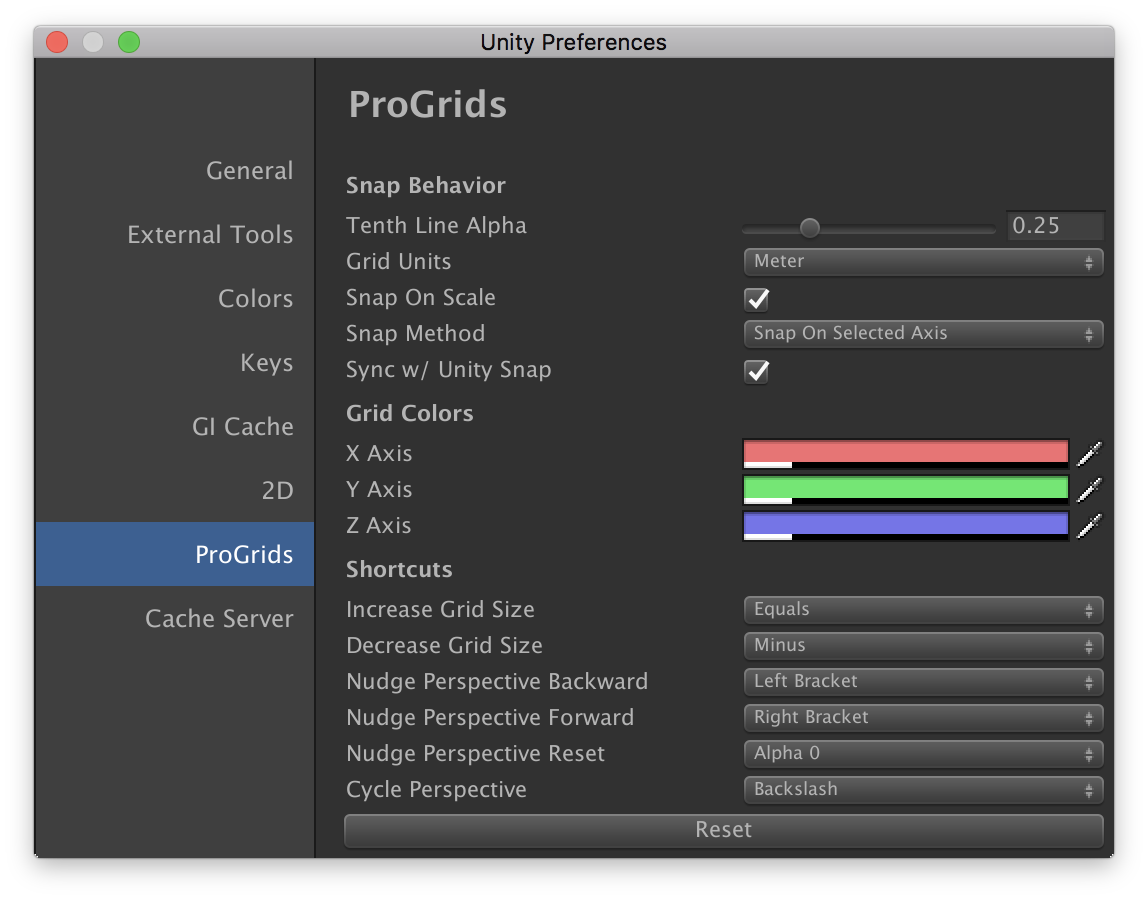 Unity Preferences
General
External Tools
Colors
Keys
GI Cache
2D
ProGrids
Cache Server
ProGrids
Snap Behavior
Tenth Line Alpha 0.25
Grid Units Meter
Snap On Scale
Snap Method Snap On Selected Axis
Sync w/ Unity Snap
Grid Colors
X Axis
Y Axis
Z Axis
Shortcuts
Increase Grid Size Equals
Decrease Grid Size Minus
Nudge Perspective Backward Left Bracket
Nudge Perspective Forward Right Bracket
Nudge Perspective Reset Alpha 0
Cycle Perspective Backslash
Reset